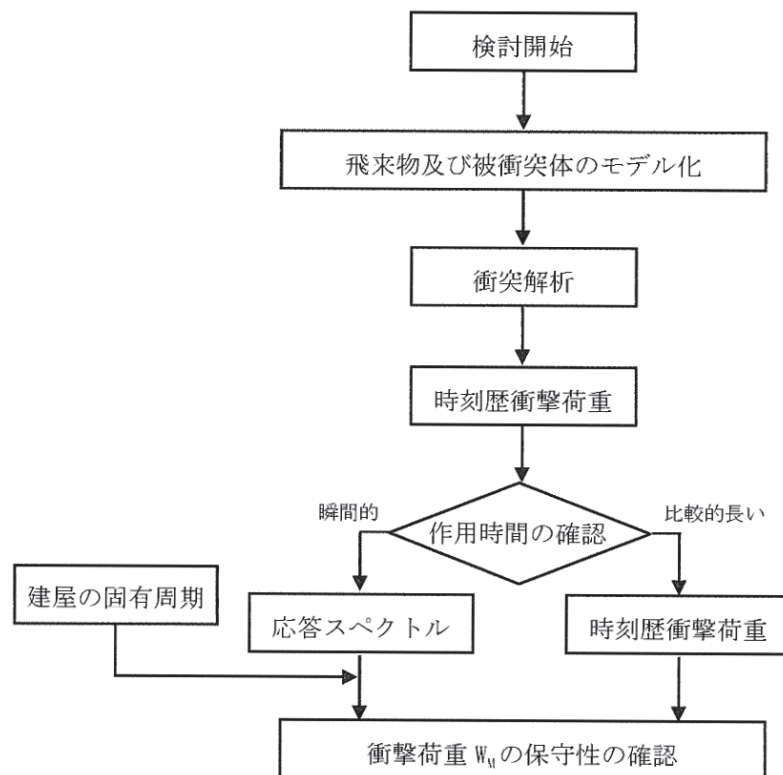 検討開始
飛来物及び被衝突体のモデル化
衝突解析
時刻歴衝撃荷重
瞬間的
作用時間の確認
比較的長い
建屋の固有周期
応答スペクトル
時刻歴衝撃荷重
衝撃荷重 WMの保守性の確認